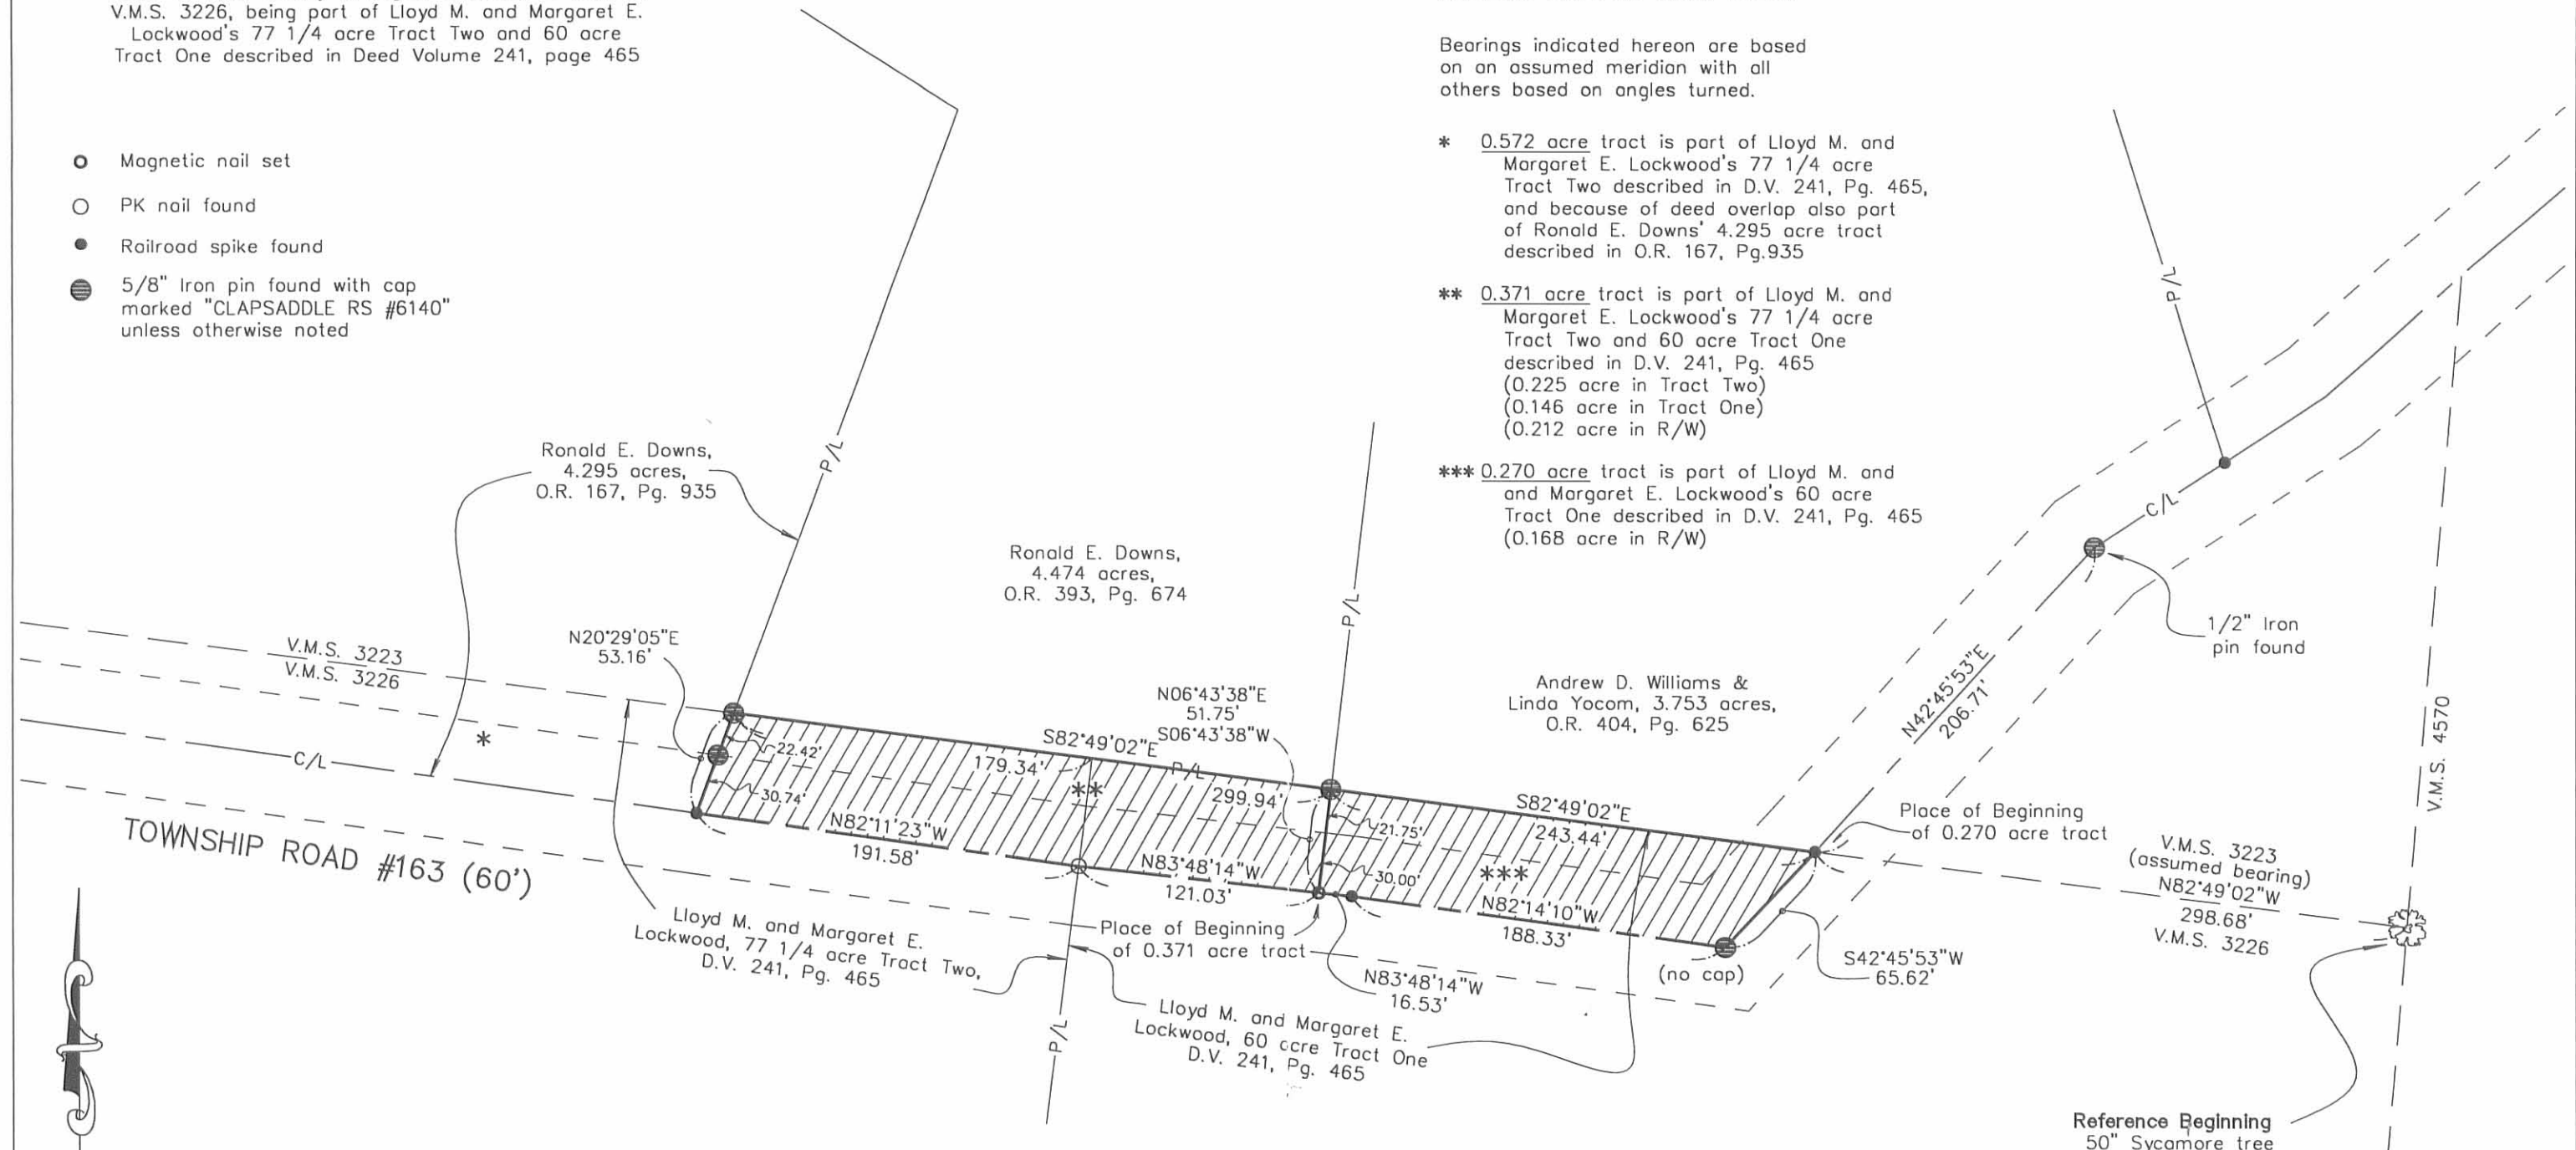 V.M.S. 3226, being part of Lloyd M. and Margaret E.
Lockwood's 77 1/4 acre Tract Two and 60 acre
Tract One described in Deed Volume 241, page 465
Magnetic nail set
PK nail found
Railroad spike found
5/8" Iron pin found with cap
marked "CLAPSADDLE RS #6140"
unless otherwise noted
Bearings indicated hereon are based
on an assumed meridian with all
others based on angles turned.
* 0.572 acre tract is part of Lloyd M. and
Margaret E. Lockwood's 77 1/4 acre
Tract Two described in D.V. 241, Pg. 465,
and because of deed overlap also part
of Ronald E. Downs' 4.295 acre tract
described in O.R. 167, Pg.935
** 0.371 acre tract is part of Lloyd M. and
Margaret E. Lockwood's 77 1/4 acre
Tract Two and 60 acre Tract One
described in D.V. 241, Pg. 465
(0.225 acre in Tract Two)
(0.146 acre in Tract One)
(0.212 acre in R/W)
*** 0.270 acre tract is part of Lloyd M. and
and Margaret E. Lockwood's 60 acre
Tract One described in D.V. 241, Pg. 465
(0.168 acre in R/W)
P/L
Ronald E. Downs,
4.295 acres,
O.R. 167, Pg. 935
P/L
Ronald E. Downs,
4.474 acres,
O.R. 393, Pg. 674
P/L
C/L
1/2" Iron
pin found
V.M.S. 3223
V.M.S. 3226
N20°29'05"E
53.16'
N06°43'38"E
51.75'
S06°43'38"W
Andrew D. Williams &
Linda Yocom, 3.753 acres,
O.R. 404, Pg. 625
N42°45'53"E
206.71'
V.M.S. 4570
*
C/L
22.42'
30.74'
S82°49'02"E
179.34'
P/L
**
299.94'
N82°11'23"W
191.58'
N83°48'14"W
121.03'
21.75'
30.00'
S82°49'02"E
243.44'
***
N82°14'10"W
188.33'
Place of Beginning
of 0.270 acre tract
V.M.S. 3223
(assumed bearing)
N82°49'02"W
298.68'
V.M.S. 3226
TOWNSHIP ROAD #163 (60')
Lloyd M. and Margaret E.
Lockwood, 77 1/4 acre Tract Two,
D.V. 241, Pg. 465
Place of Beginning
of 0.371 acre tract
N83°48'14"W
16.53'
(no cap)
S42°45'53"W
65.62'
P/L
Lloyd M. and Margaret E.
Lockwood, 60 acre Tract One
D.V. 241, Pg. 465
Reference Beginning
50" Sycamore tree